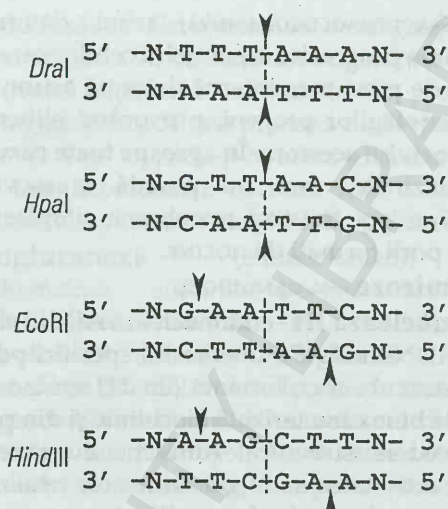 5′ -N-T-T-T-A-A-A-N- 3′
DraI
3′ -N-A-A-A-T-T-T-N- 5′
5′ -N-G-T-T-A-A-C-N- 3′
HpaI
3′ -N-C-A-A-T-T-G-N- 5′
5′ -N-G-A-A-T-T-C-N- 3′
EcoRI
3′ -N-C-T-T-A-A-G-N- 5′
5′ -N-A-A-G-C-T-T-N- 3′
HindIII
3′ -N-T-T-C-G-A-A-N- 5′